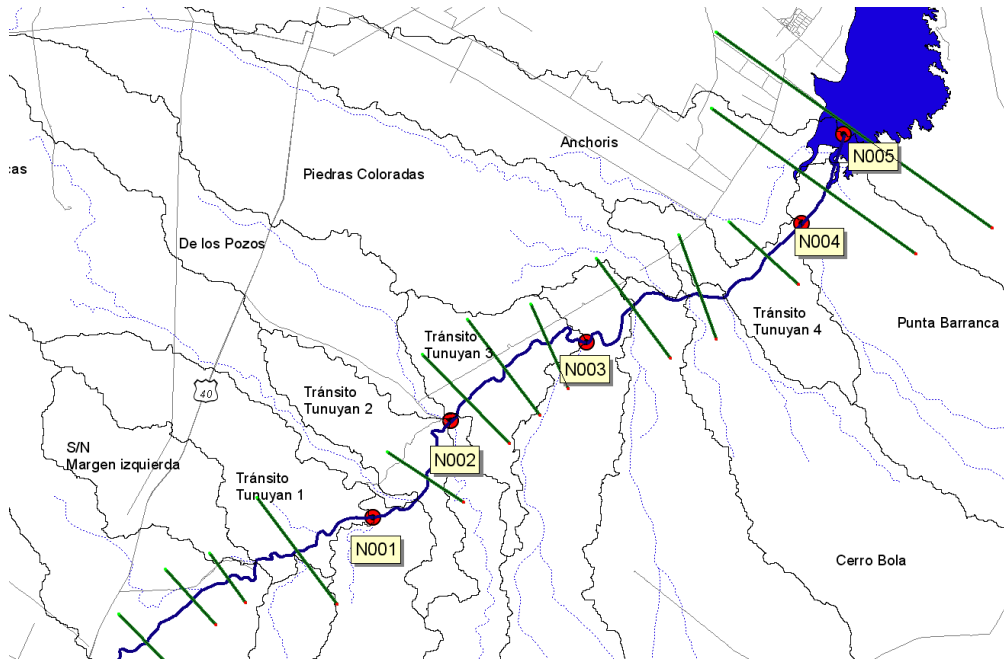 Anchoris
N005
cas
Piedras Coloradas
De los Pozos
N004
Tránsito
Tunuyan 4
Punta Barranca
Tránsito
Tunuyan 3
N003
40
Tránsito
Tunuyan 2
S/N
Margen izquierda
N002
Tránsito
Tunuyan 1
N001
Cerro Bola